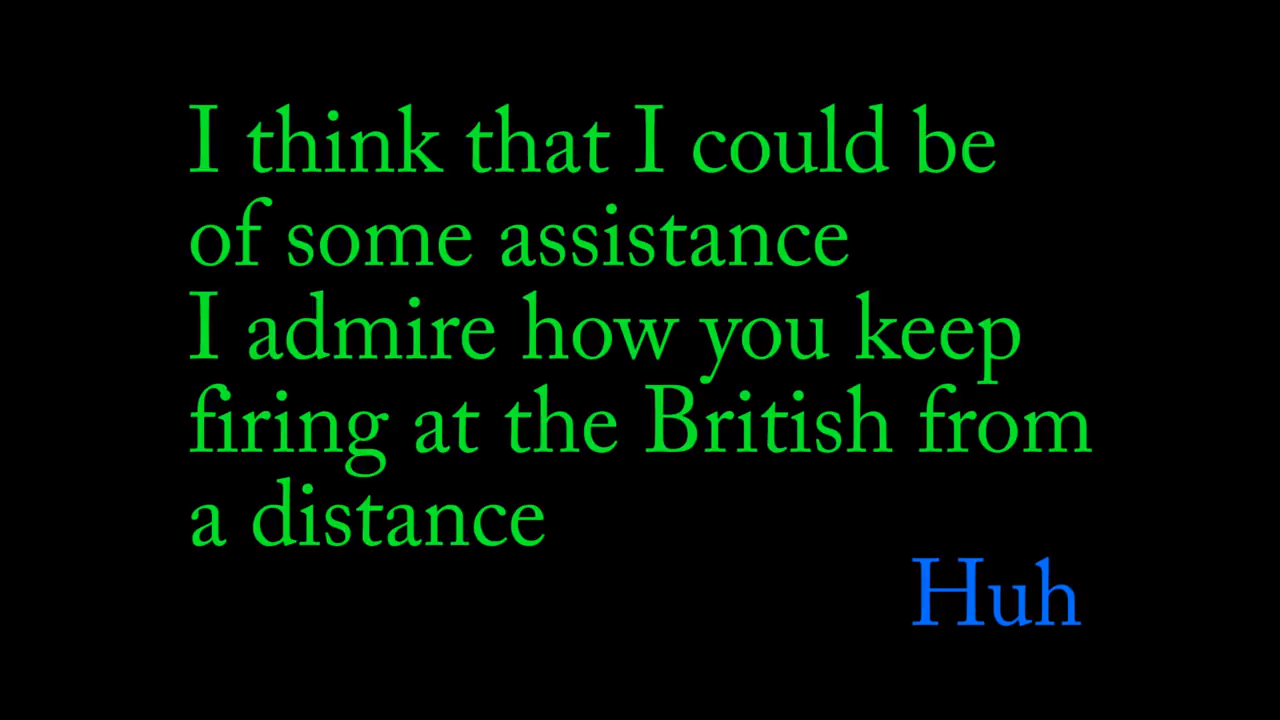 I think that I could be
of some assistance
I admire how you keep
firing at the British from
a distance
Huh